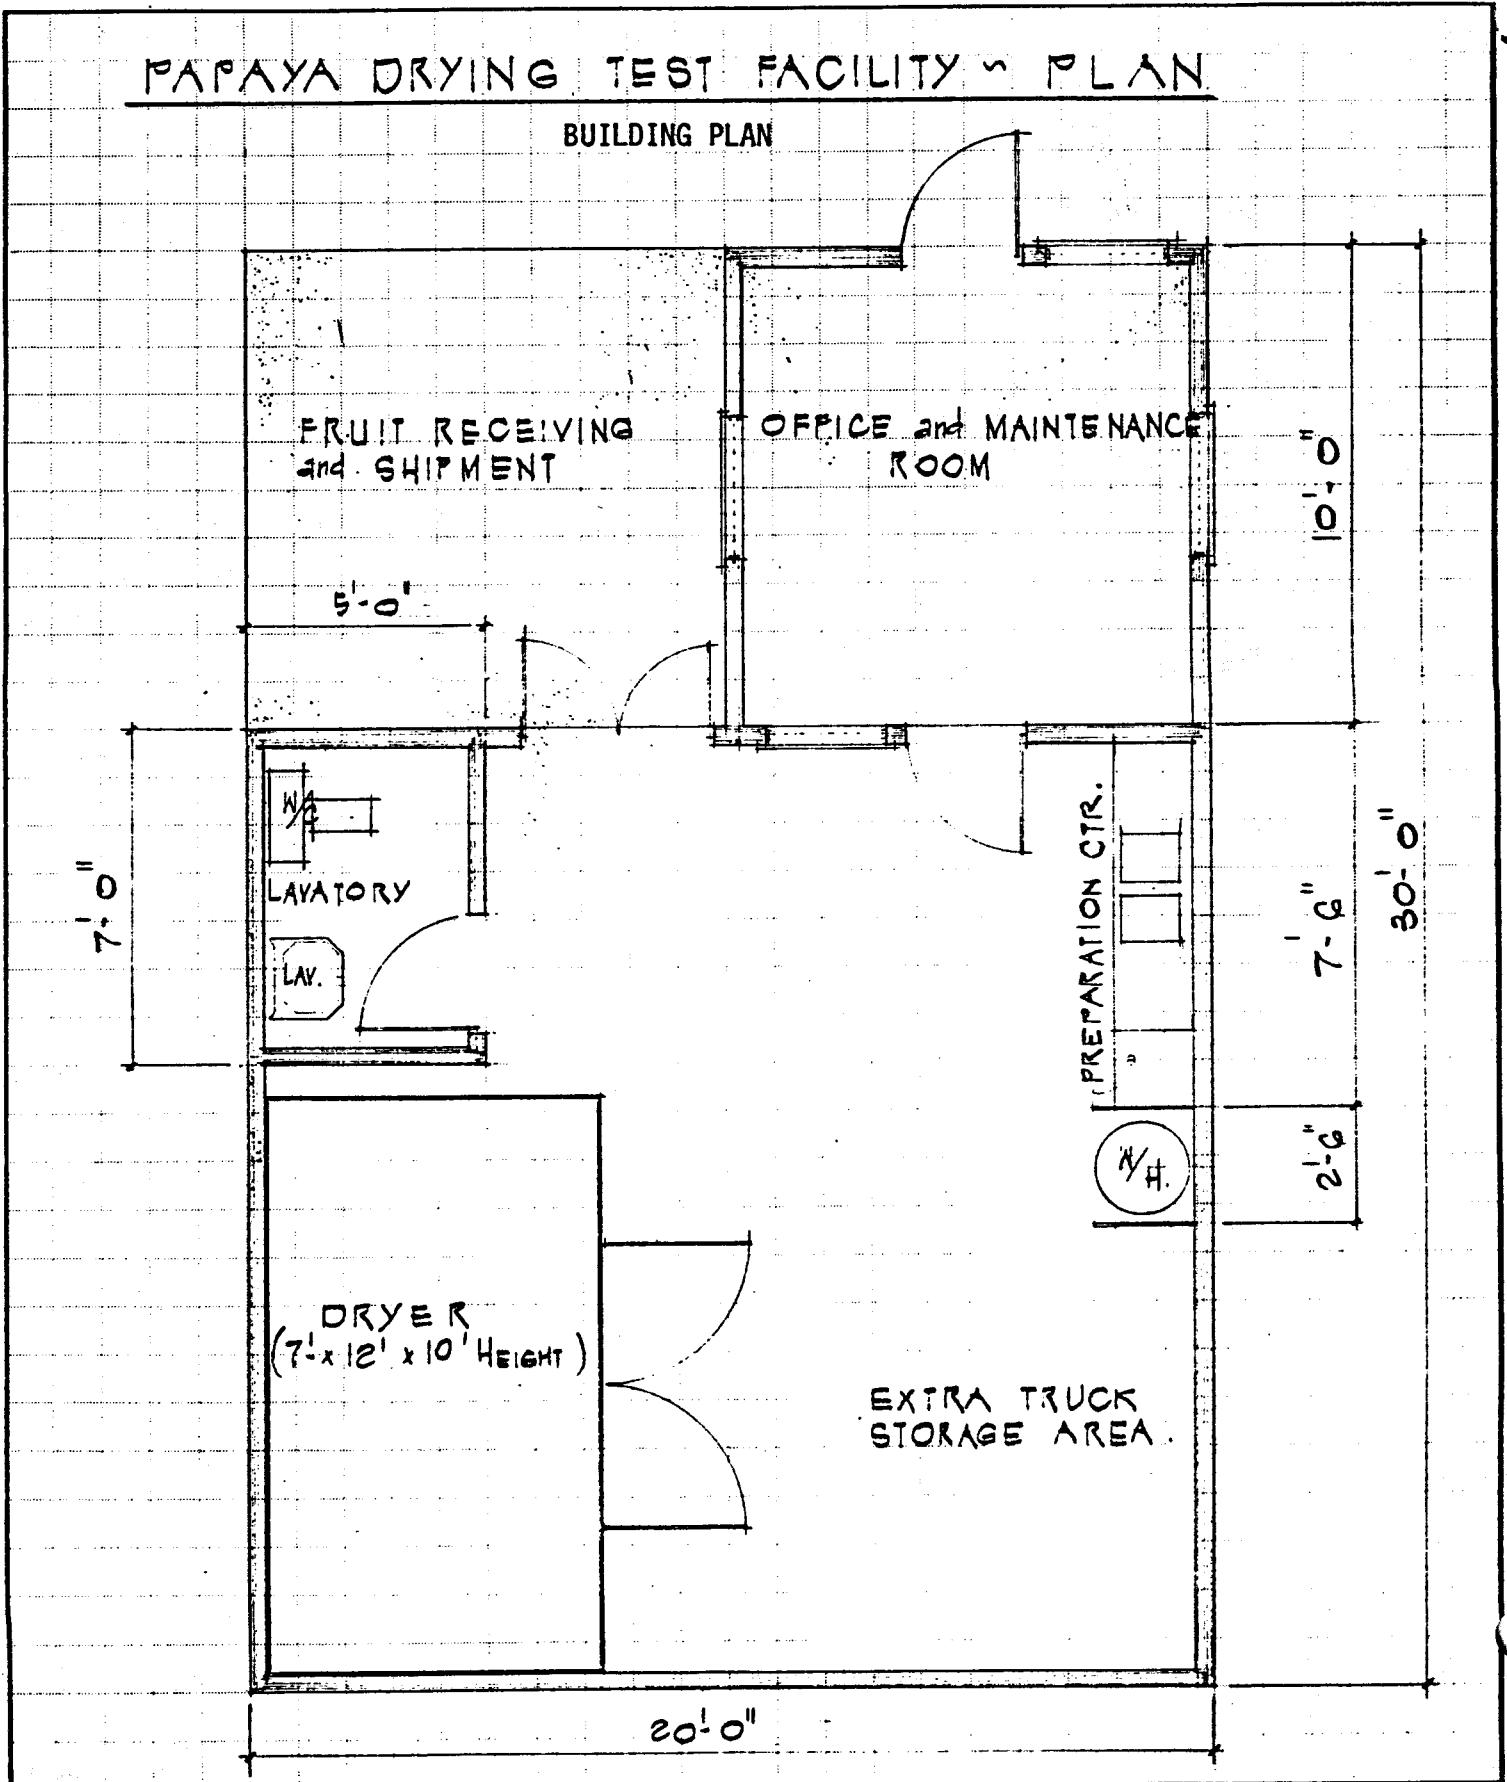 PAPAYA DRYING TEST FACILITY ~ PLAN
BUILDING PLAN
FRUIT RECEIVING
and SHIPMENT
OFFICE and MAINTENANCE
ROOM
10'-0"
5'-0"
7'-0"
W/C
LAVATORY
LAV.
PREPARATION CTR.
7'-6"
30'-0"
2'-6"
W/H.
DRYER
(7' x 12' x 10' HEIGHT)
EXTRA TRUCK
STORAGE AREA.
20'-0"